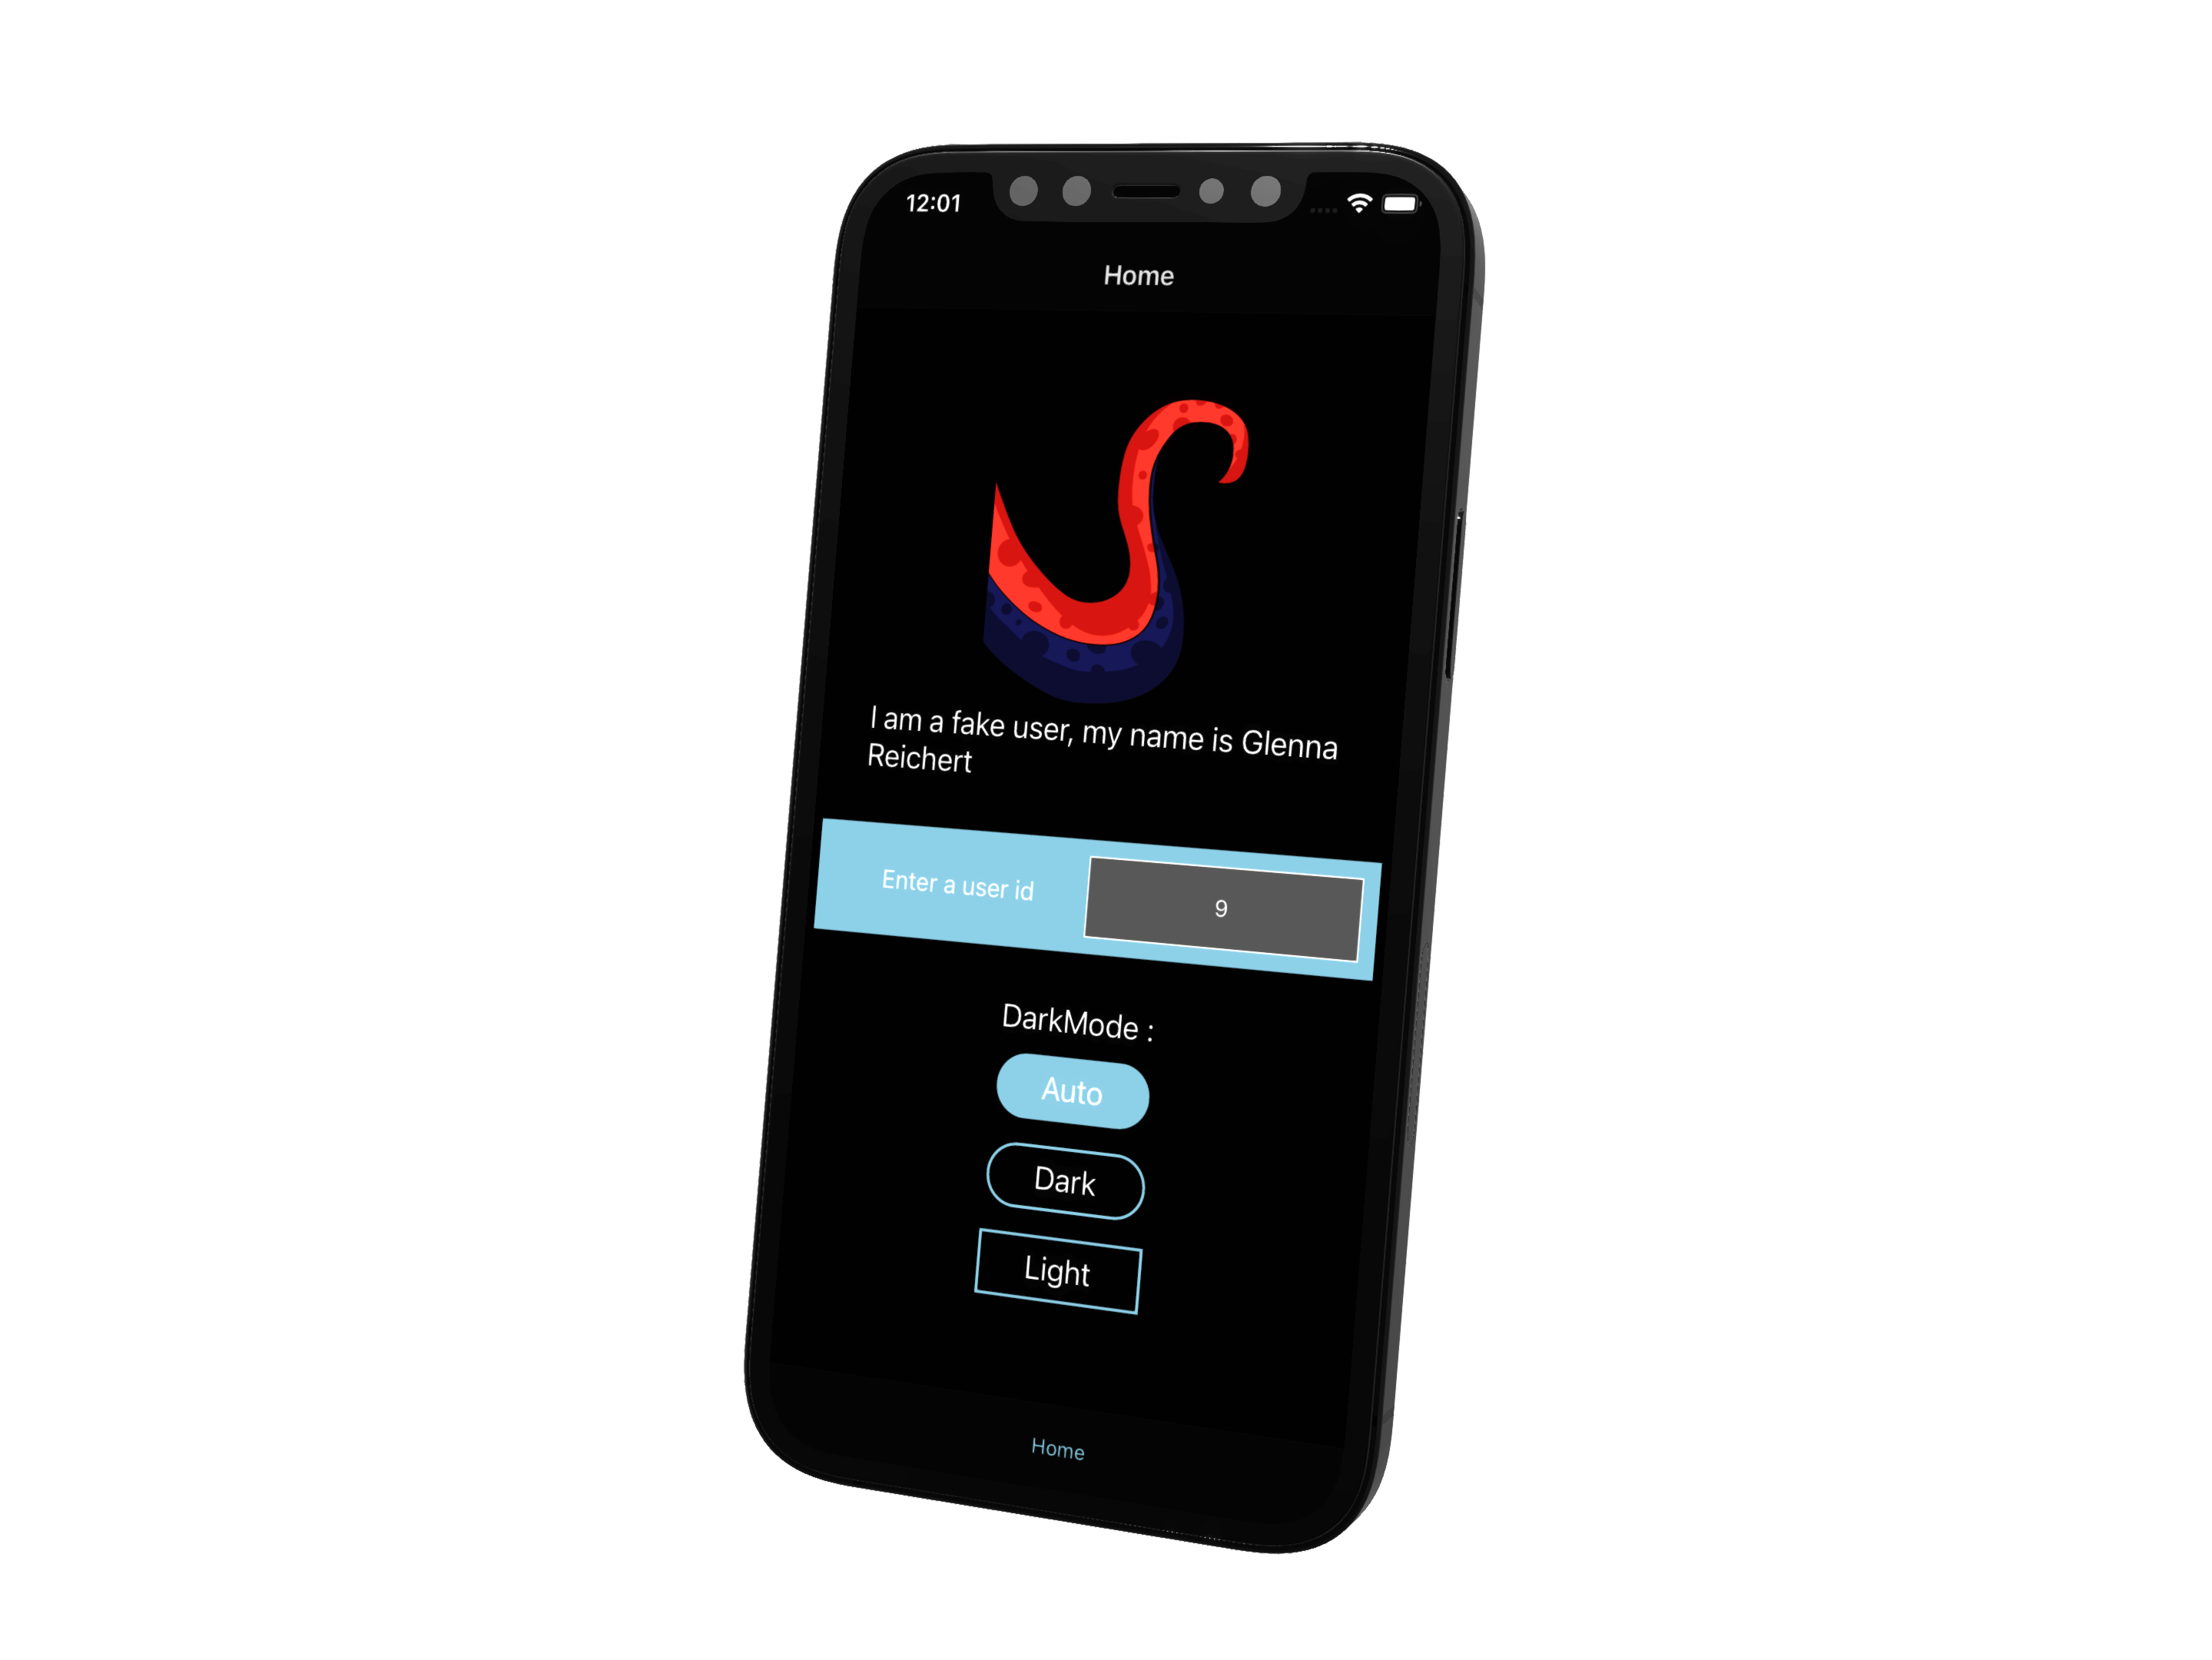 12:01
Home
I am a fake user, my name is Glenna
Reichert
Enter a user id
9
DarkMode :
Auto
Dark
Light
Home